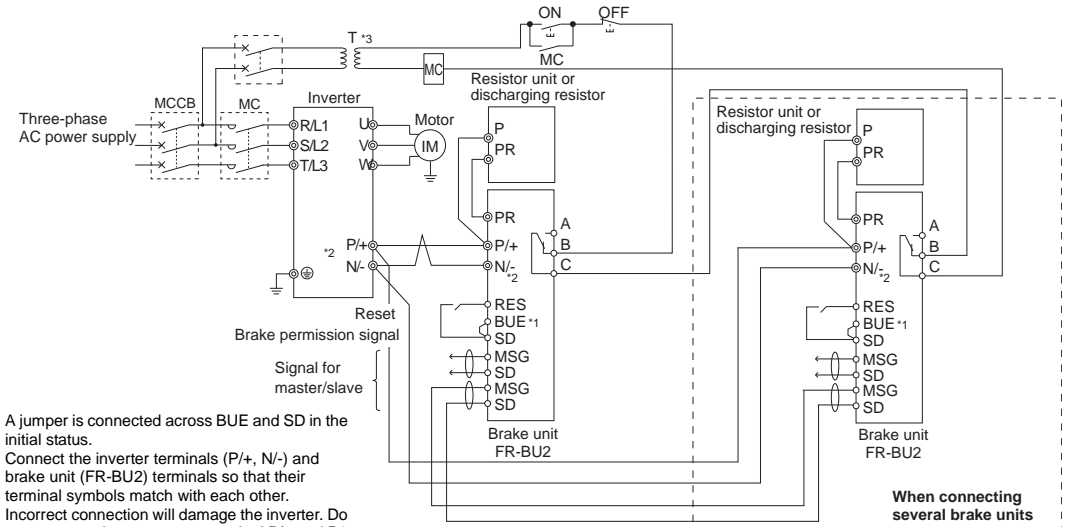 ON
OFF
T *3
MC
MC
Resistor unit or
discharging resistor
MCCB
MC
Inverter
Three-phase
AC power supply
R/L1
S/L2
T/L3
U
V
W
Motor
IM
P
PR
Resistor unit or
discharging resistor
P
PR
PR
P/+
N/-
*2
A
B
C
PR
P/+
N/-
*2
A
B
C
*2
P/+
N/-
Reset
Brake permission signal
Signal for
master/slave
RES
BUE *1
SD
MSG
SD
MSG
SD
Brake unit
FR-BU2
RES
BUE *1
SD
MSG
SD
MSG
SD
Brake unit
FR-BU2
When connecting
several brake units
A jumper is connected across BUE and SD in the
initial status.
Connect the inverter terminals (P/+, N/-) and
brake unit (FR-BU2) terminals so that their
terminal symbols match with each other.
Incorrect connection will damage the inverter. Do